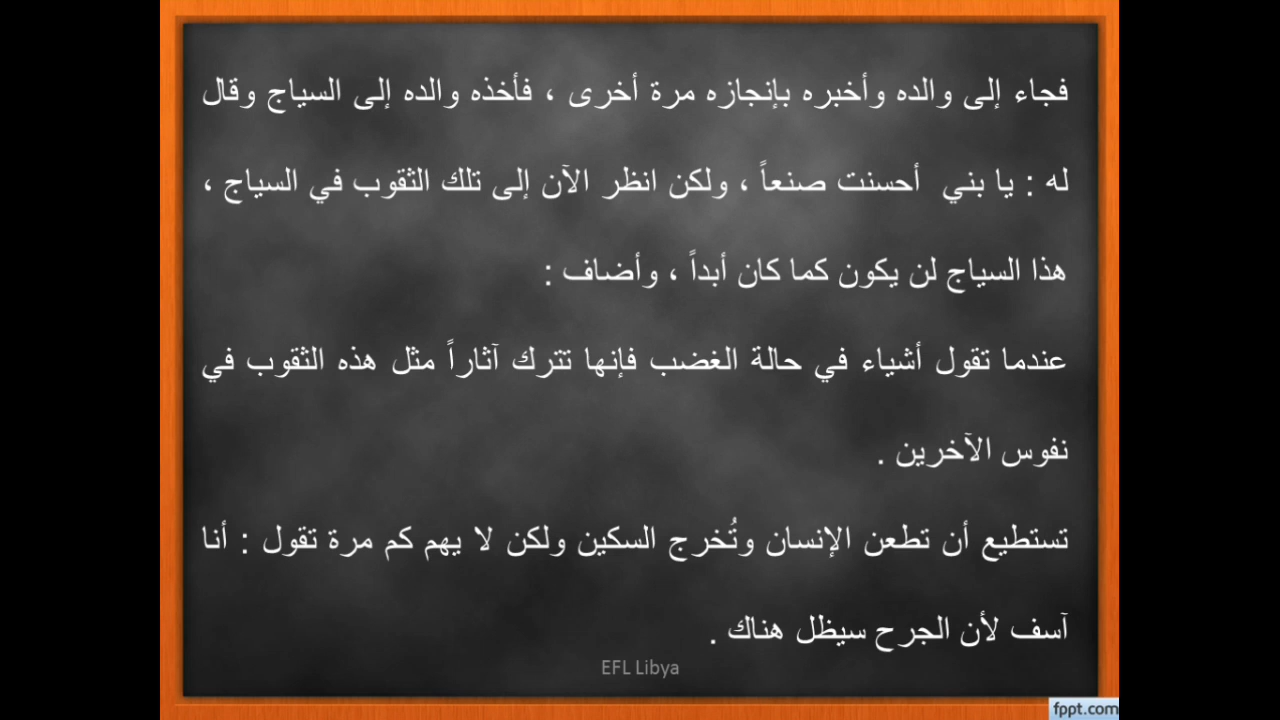 فجاء إلى والده وأخبره بإنجازه مرة أخرى ، فأخذه والده إلى السياج وقال
له : يا بني أحسنت صنعاً ، ولكن انظر الآن إلى تلك الثقوب في السياج ،
هذا السياج لن يكون كما كان أبداً ، وأضاف :
عندما تقول أشياء في حالة الغضب فإنها تترك آثاراً مثل هذه الثقوب في
نفوس الآخرين .
تستطيع أن تطعن الإنسان وتُخرج السكين ولكن لا يهم كم مرة تقول : أنا
آسف لأن الجرح سيظل هناك .
EFL Libya
fppt.com